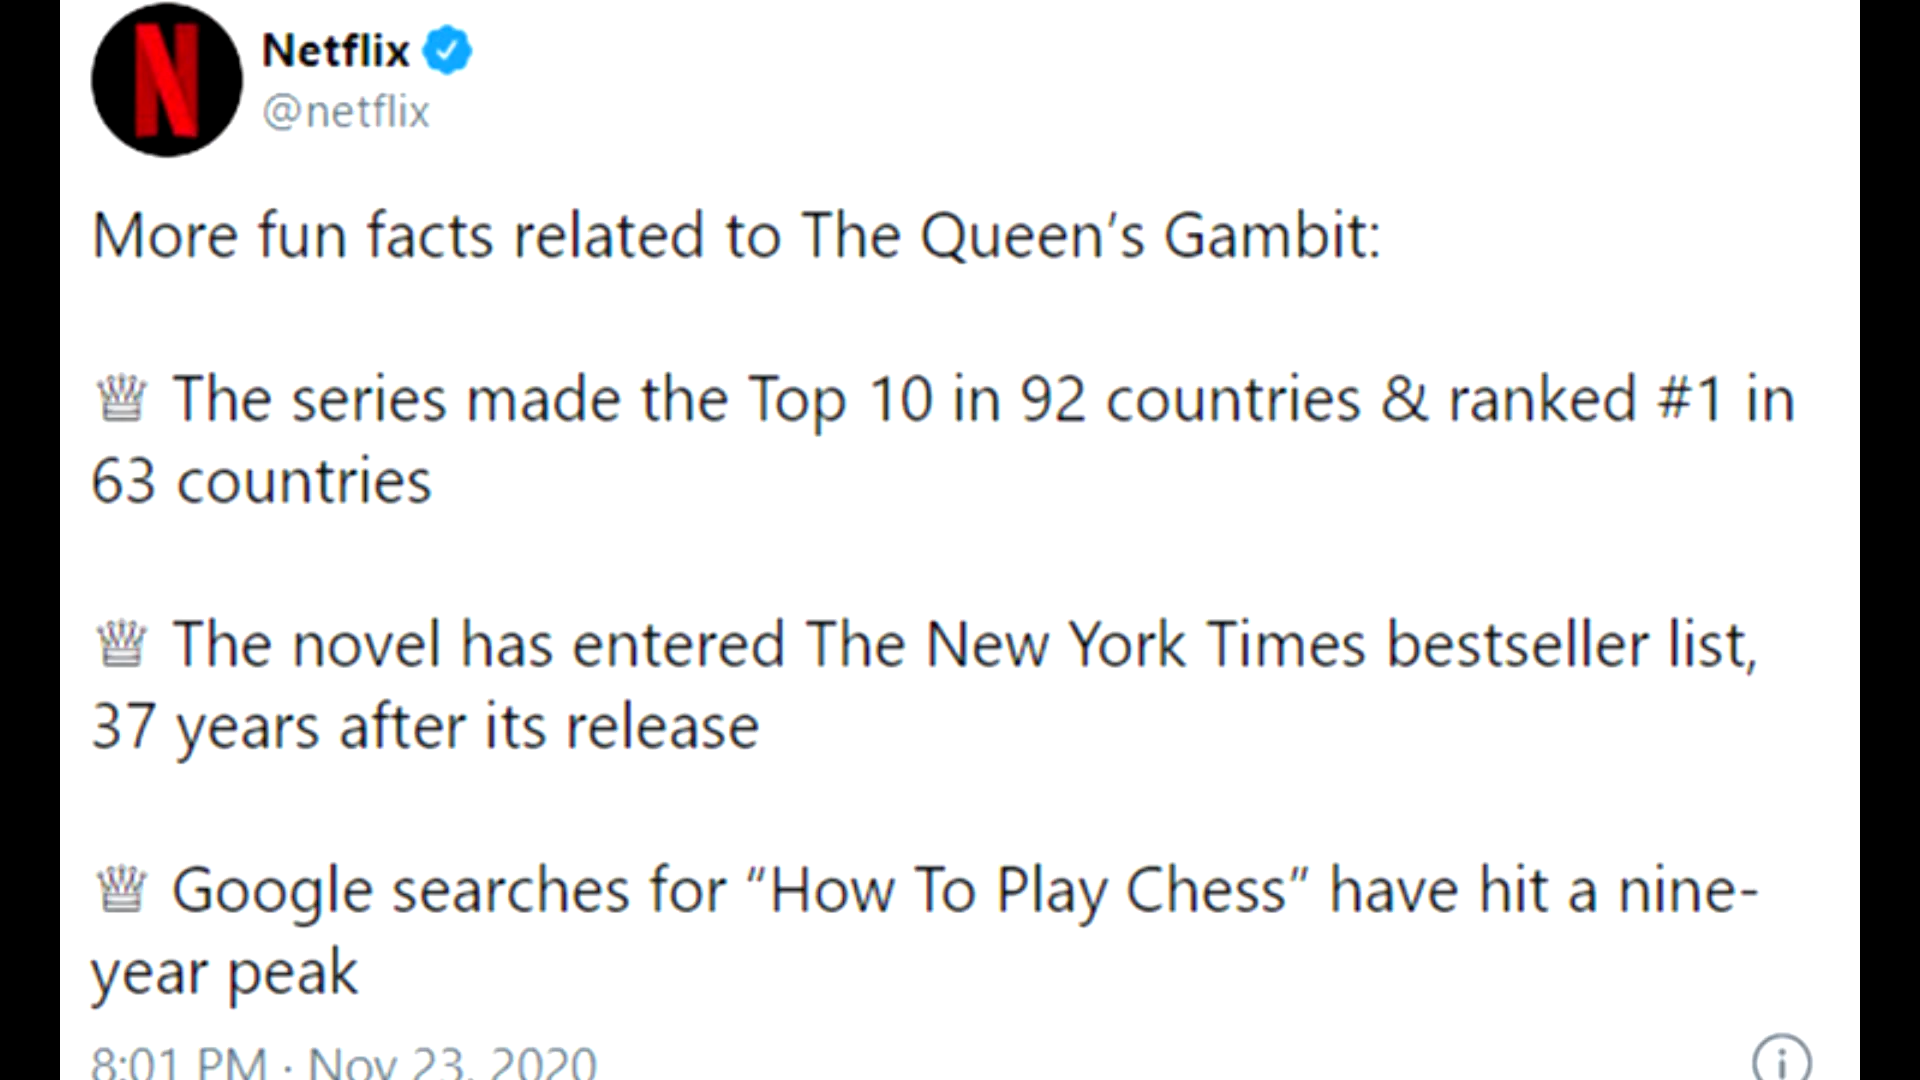 N
Netflix
@netflix
More fun facts related to The Queen’s Gambit:
♕ The series made the Top 10 in 92 countries & ranked #1 in
63 countries
♕ The novel has entered The New York Times bestseller list,
37 years after its release
♕ Google searches for “How To Play Chess” have hit a nine-
year peak
8:01 PM · Nov 23, 2020